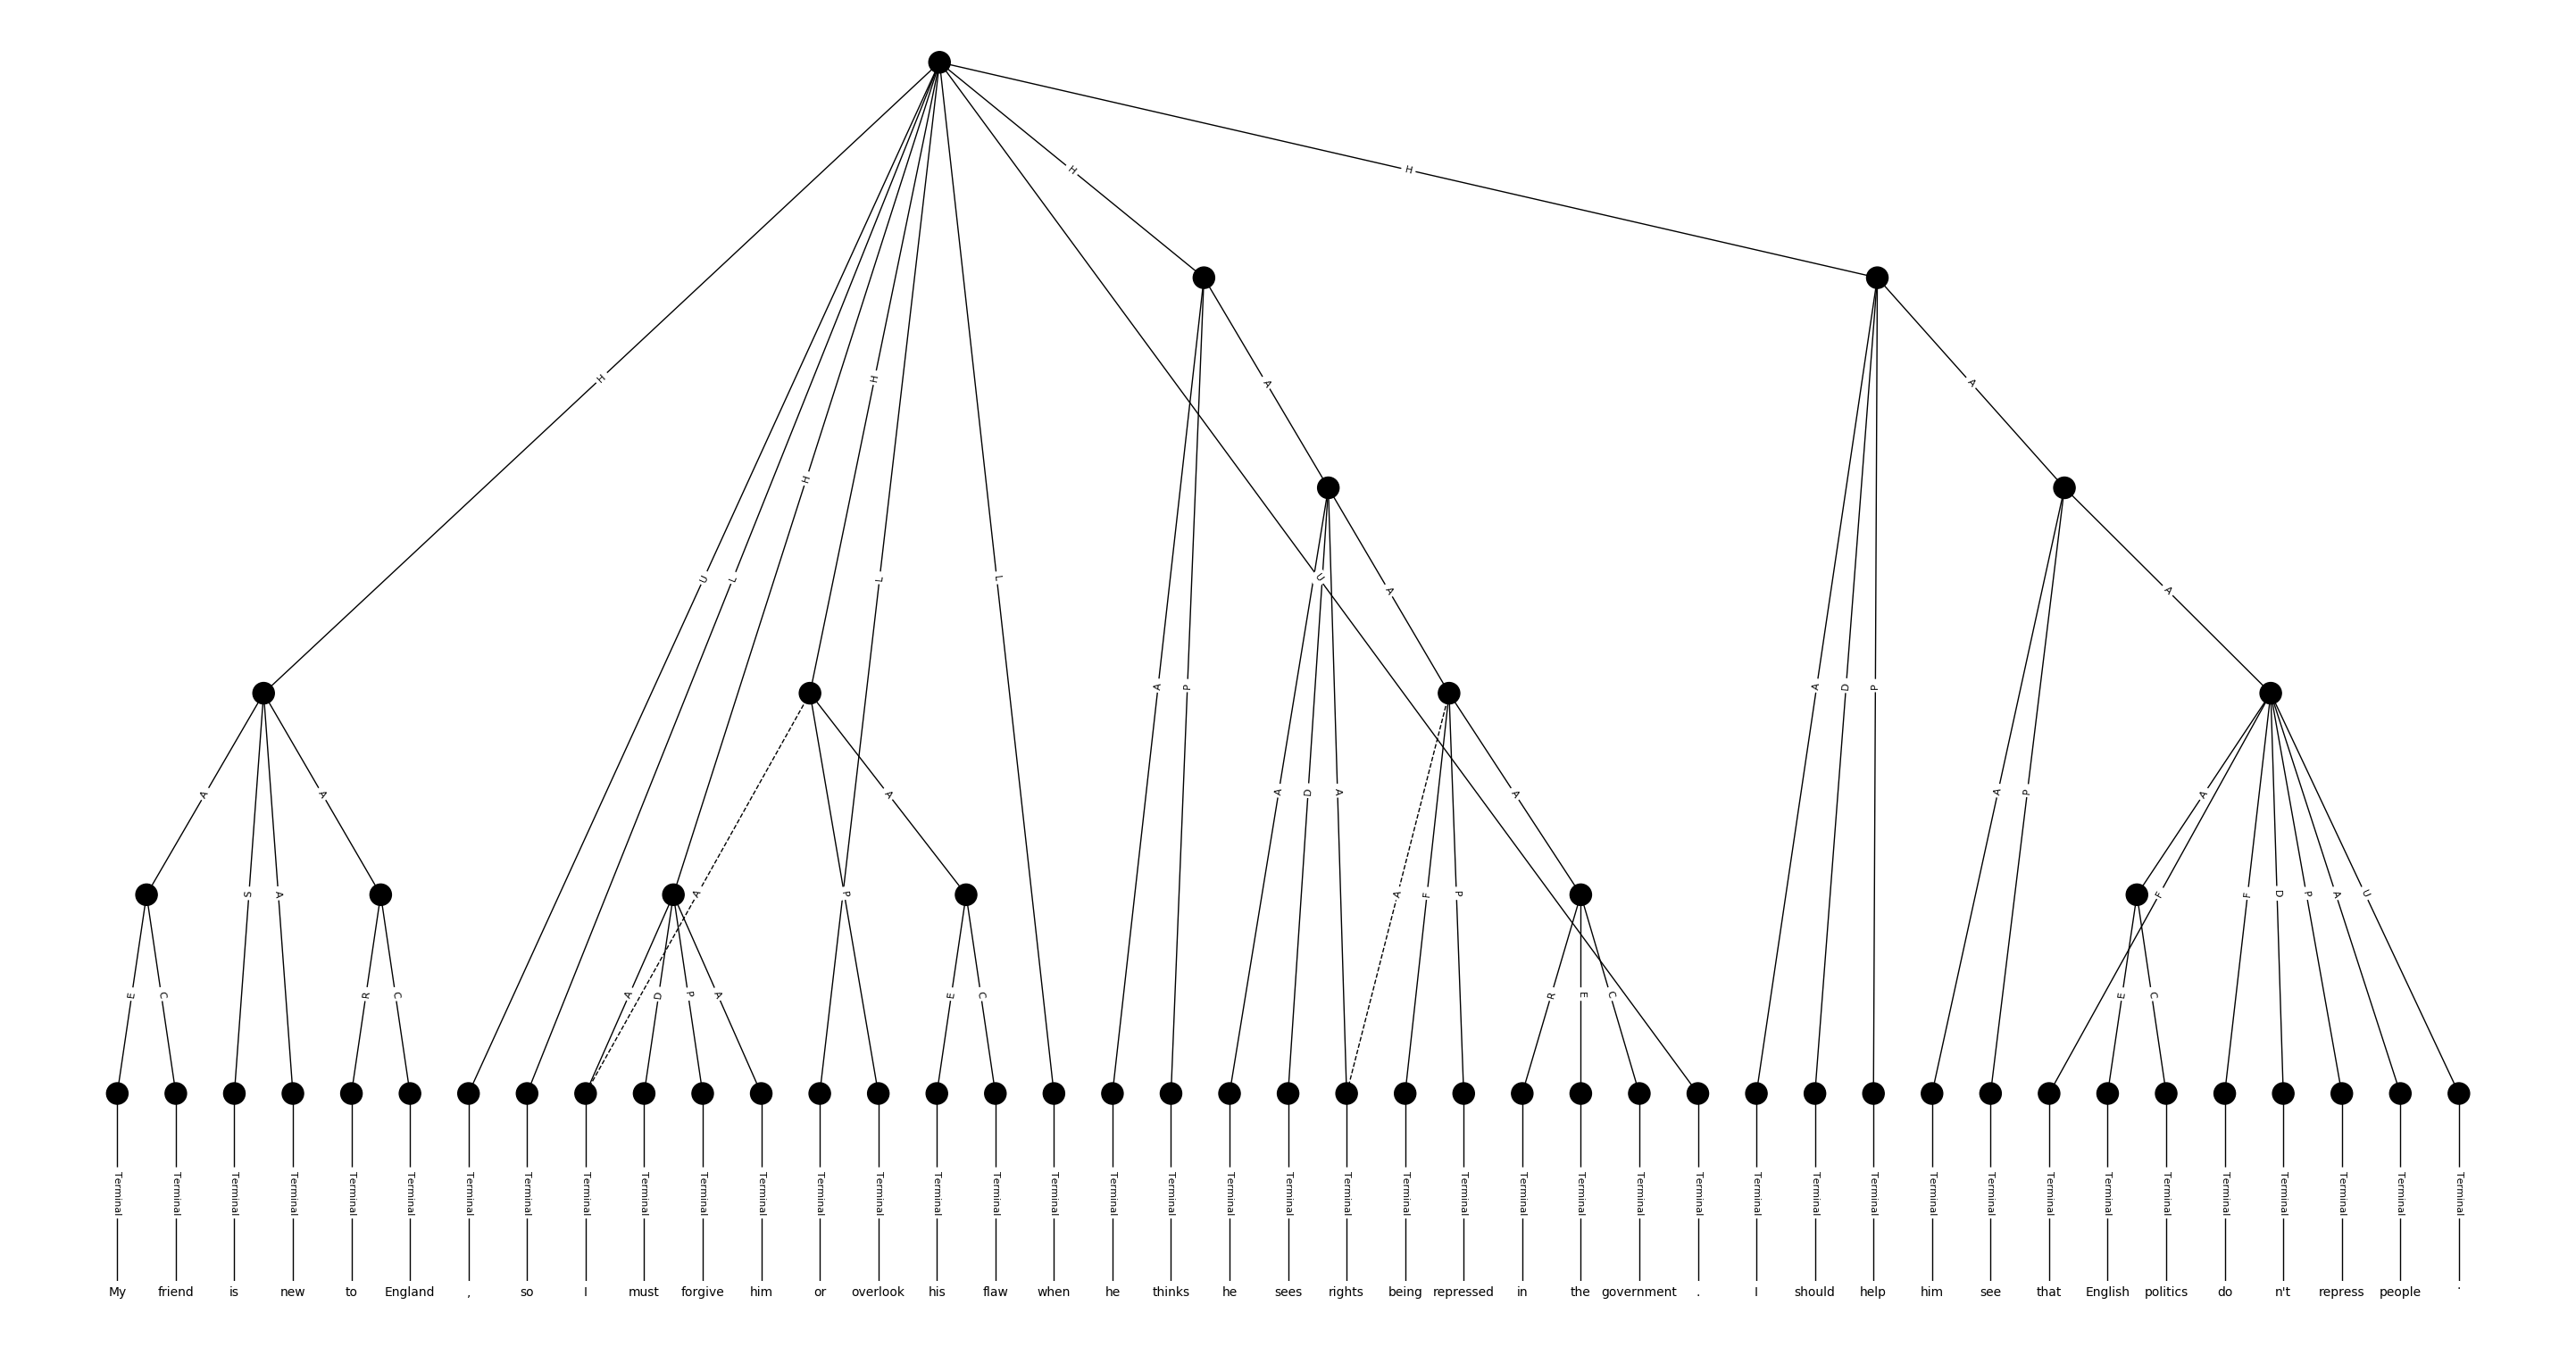 H H
H H H
U L L L U
A A
A P A D P
A A
A A A D A A P A
S A A P A F P A F F D P A U
E C R C A D P A E C R E C E C
Terminal Terminal Terminal Terminal Terminal Terminal Terminal Terminal Terminal Terminal Terminal Terminal Terminal Terminal Terminal Terminal Terminal Terminal Terminal Terminal Terminal Terminal Terminal Terminal Terminal Terminal Terminal Terminal Terminal Terminal Terminal Terminal Terminal Terminal Terminal Terminal Terminal Terminal Terminal Terminal Terminal
My friend is new to England , so I must forgive him or overlook his flaw when he thinks he sees rights being repressed in the government . I should help him see that English politics do n't repress people .